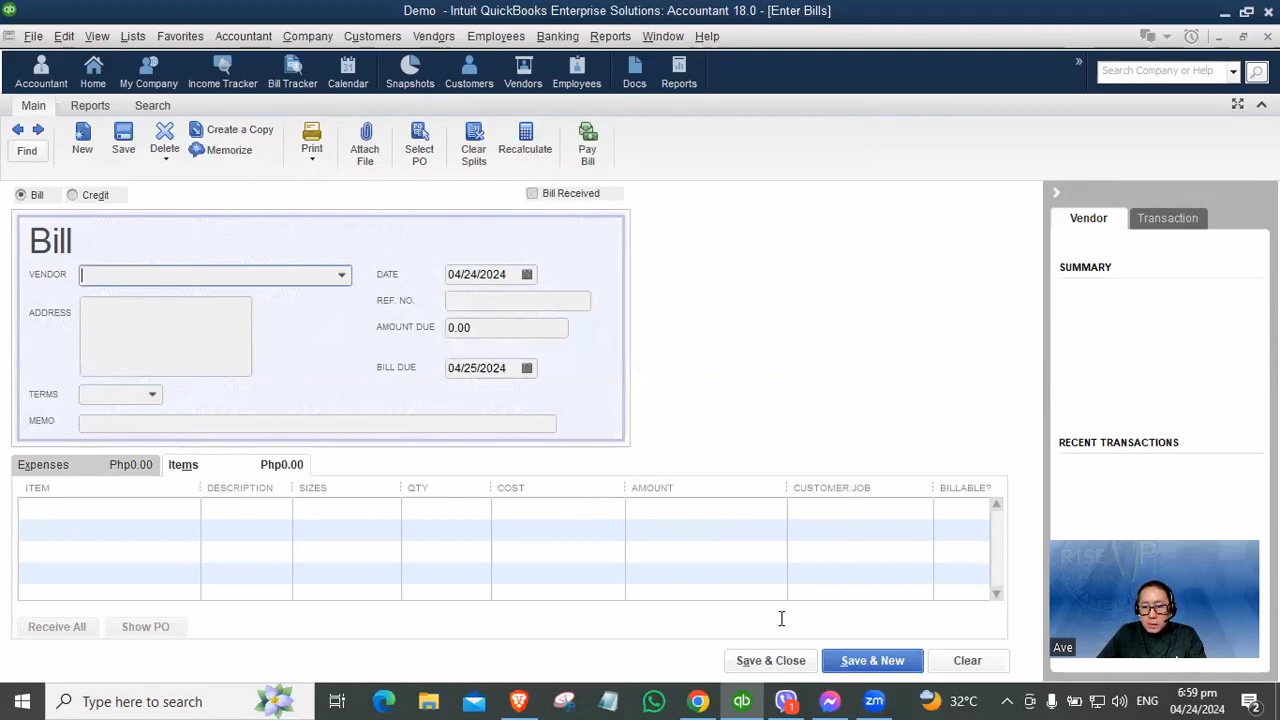 Demo - Intuit QuickBooks Enterprise Solutions: Accountant 18.0 - [Enter Bills]
File Edit View Lists Favorites Accountant Company Customers Vendors Employees Banking Reports Window Help
Accountant Home My Company Income Tracker Bill Tracker Calendar Snapshots Customers Vendors Employees Docs Reports
Search Company or Help
Main Reports Search
Find New Save Delete Create a Copy Memorize Print Attach File Select PO Clear Splits Recalculate Pay Bill
Bill Credit Bill Received
Bill
VENDOR
DATE 04/24/2024
REF. NO.
ADDRESS
AMOUNT DUE 0.00
BILL DUE 04/25/2024
TERMS
MEMO
Expenses Php0.00 Items Php0.00
ITEM DESCRIPTION SIZES QTY COST AMOUNT CUSTOMER:JOB BILLABLE?
Receive All Show PO
Save & Close Save & New Clear
Vendor Transaction
SUMMARY
RECENT TRANSACTIONS
Ave
Type here to search
32°C
ENG
6:59 pm
04/24/2024